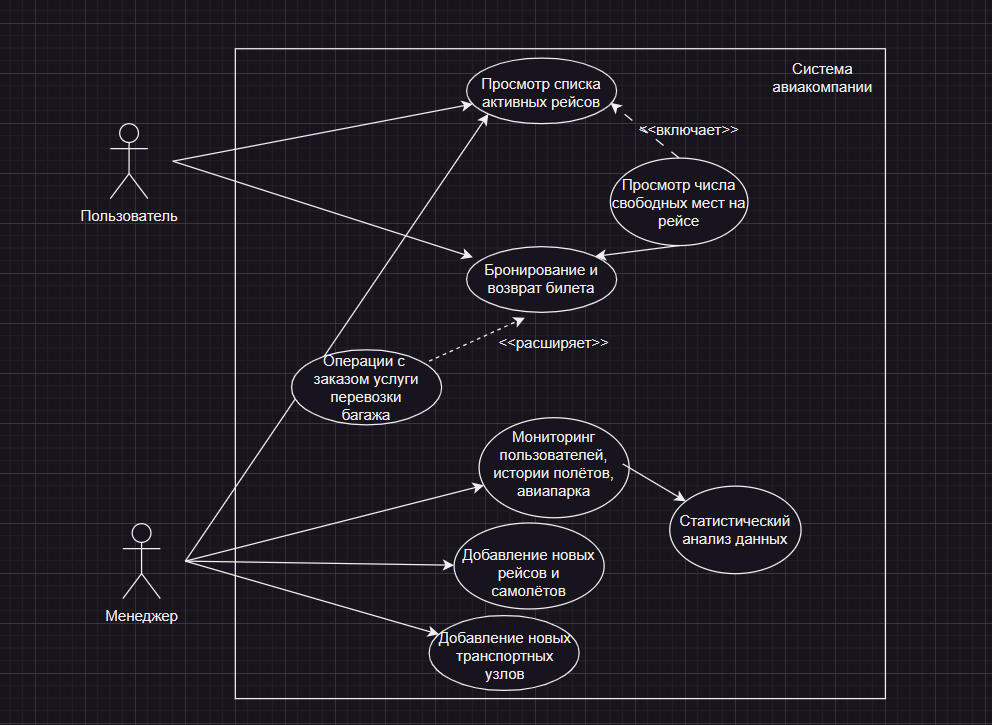 Система
авиакомпании
Просмотр списка
активных рейсов
<<включает>>
Пользователь
Просмотр числа
свободных мест на
рейсе
Бронирование и
возврат билета
<<расширяет>>
Операции с
заказом услуги
перевозки
багажа
Мониторинг
пользователей,
истории полётов,
авиапарка
Статистический
анализ данных
Менеджер
Добавление новых
рейсов и
самолётов
Добавление новых
транспортных
узлов